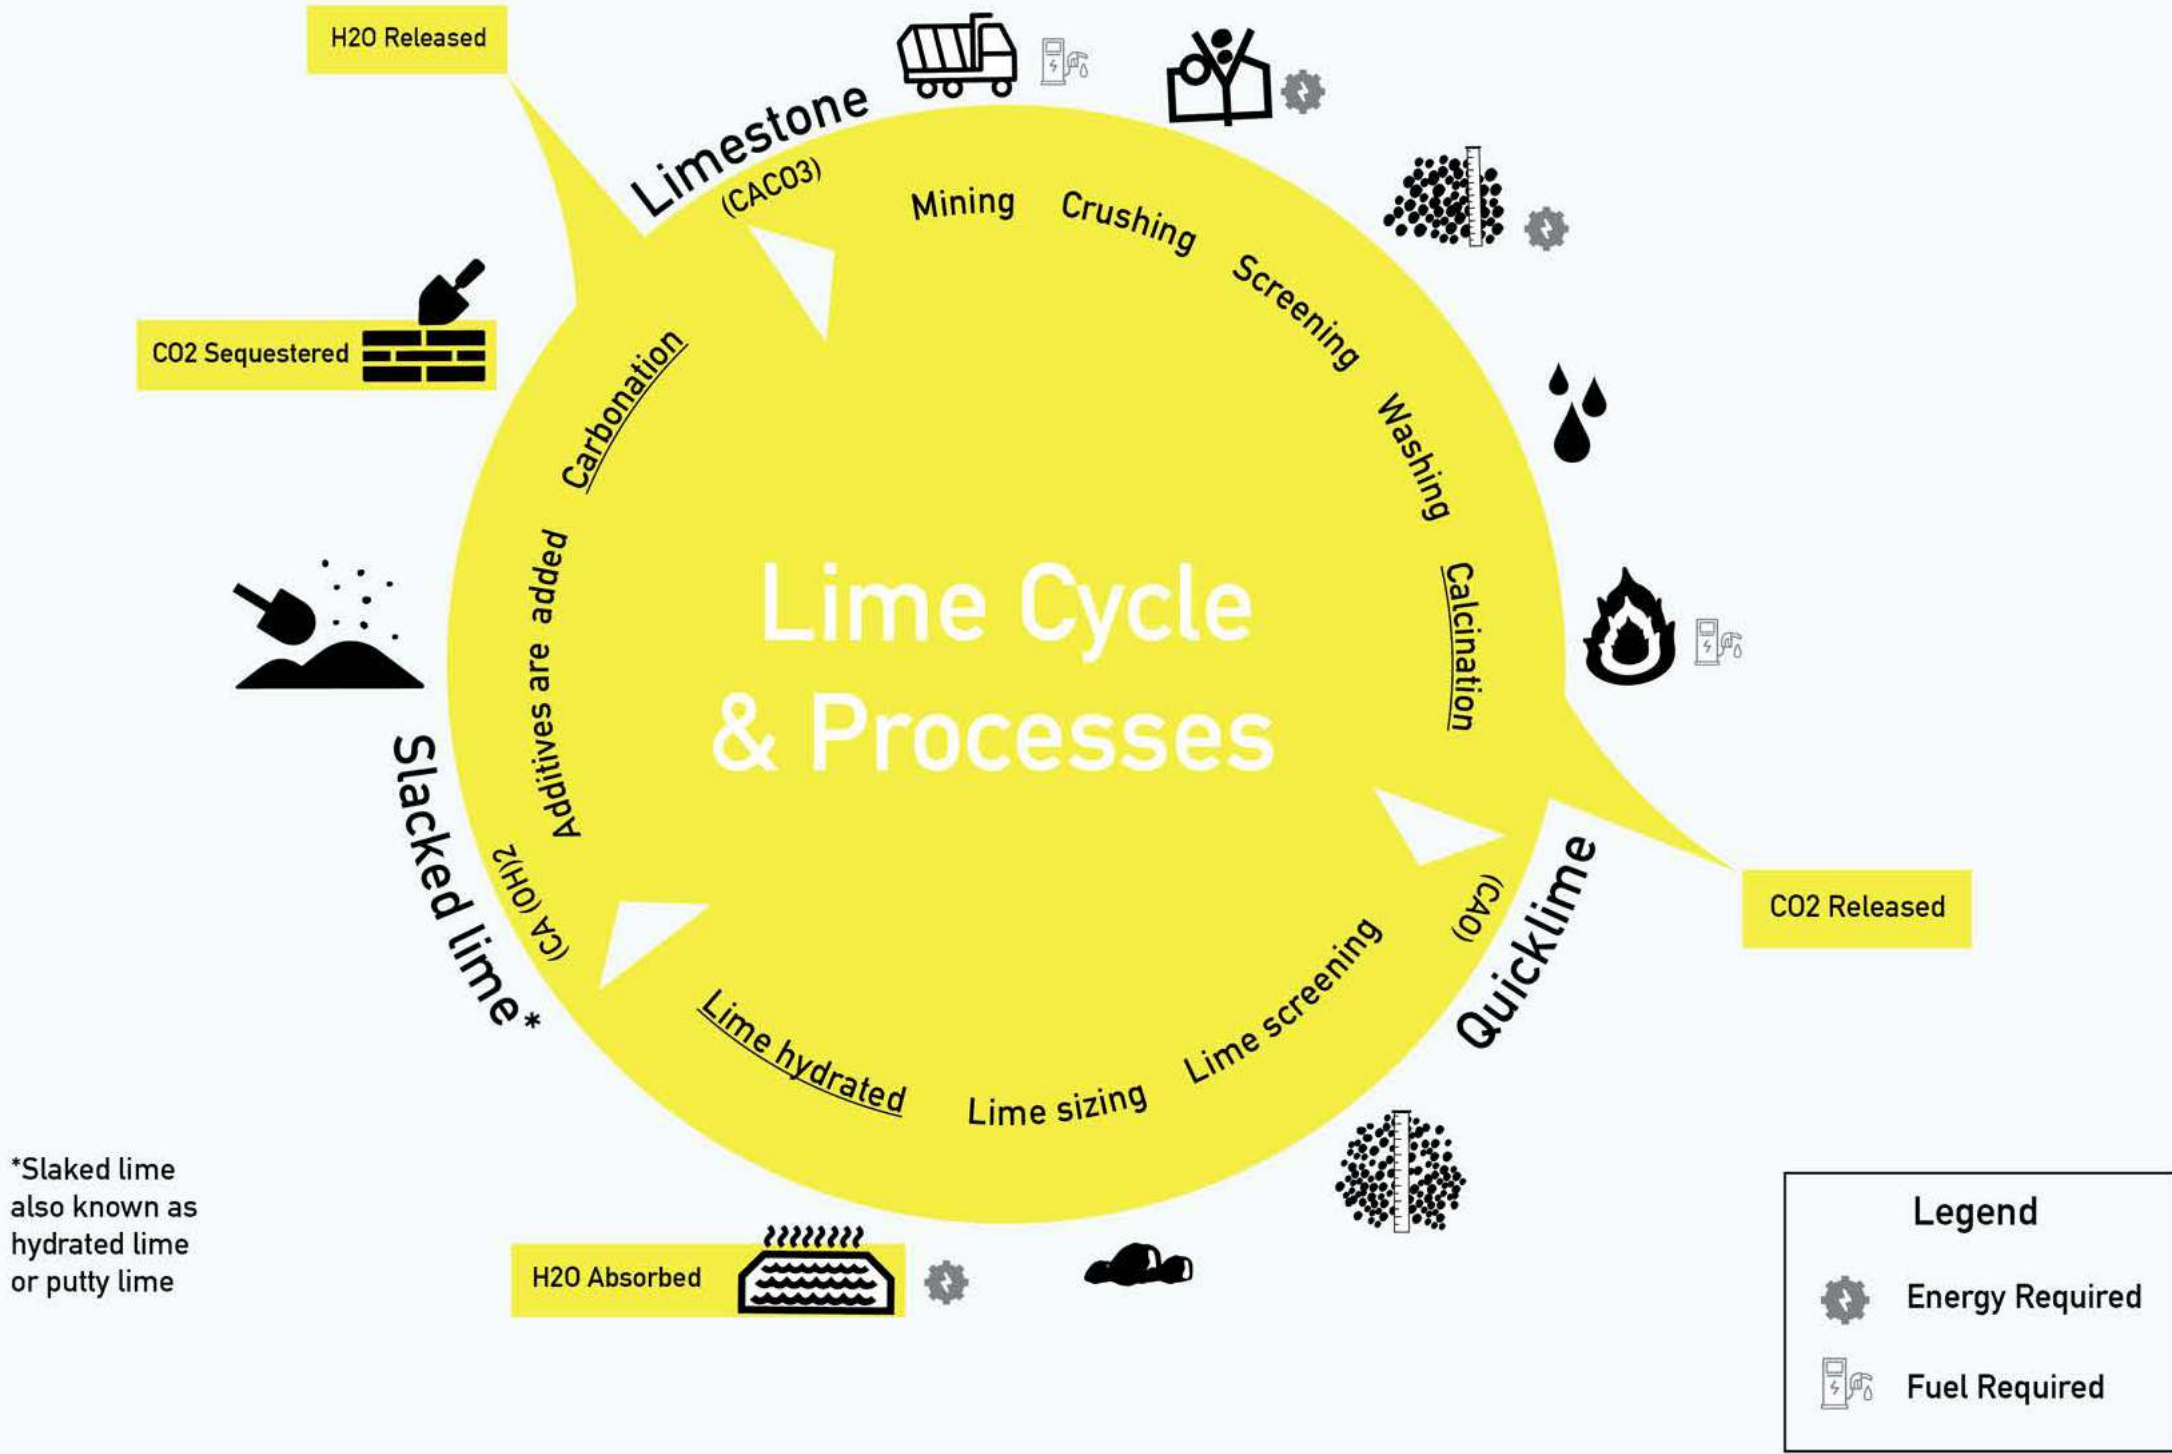 H2O Released
Limestone
(CACO3)
Mining
Crushing
Screening
Washing
Calcination
CO2 Released
Quicklime
(CAO)
Lime screening
Lime sizing
Lime hydrated
H2O Absorbed
Slacked lime*
(CA (OH)2
Additives are added
Carbonation
CO2 Sequestered
Lime Cycle
& Processes
*Slaked lime
also known as
hydrated lime
or putty lime
Legend
Energy Required
Fuel Required